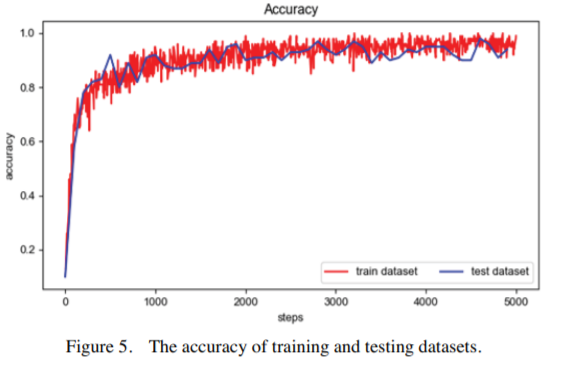 Accuracy
1.0
0.8
0.6
0.4
0.2
accuracy
train dataset test dataset
0 1000 2000 3000 4000 5000
steps
Figure 5. The accuracy of training and testing datasets.